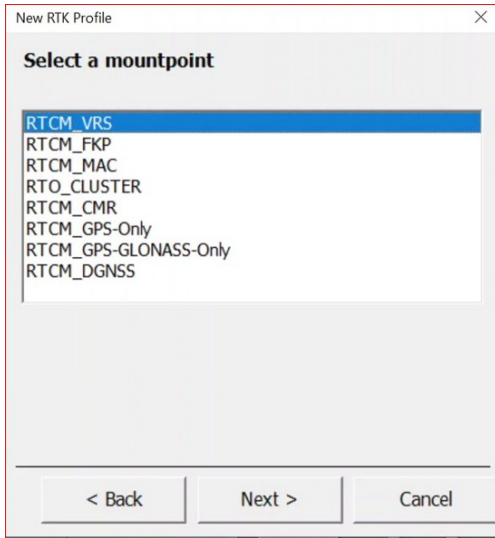 New RTK Profile
Select a mountpoint
RTCM_VRS
RTCM_FKP
RTCM_MAC
RTO_CLUSTER
RTCM_CMR
RTCM_GPS-Only
RTCM_GPS-GLONASS-Only
RTCM_DGNSS
< Back Next > Cancel